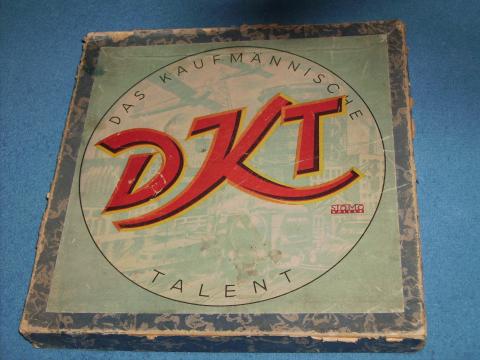 DAS KAUFMÄNNISCHE
DKT
TALENT